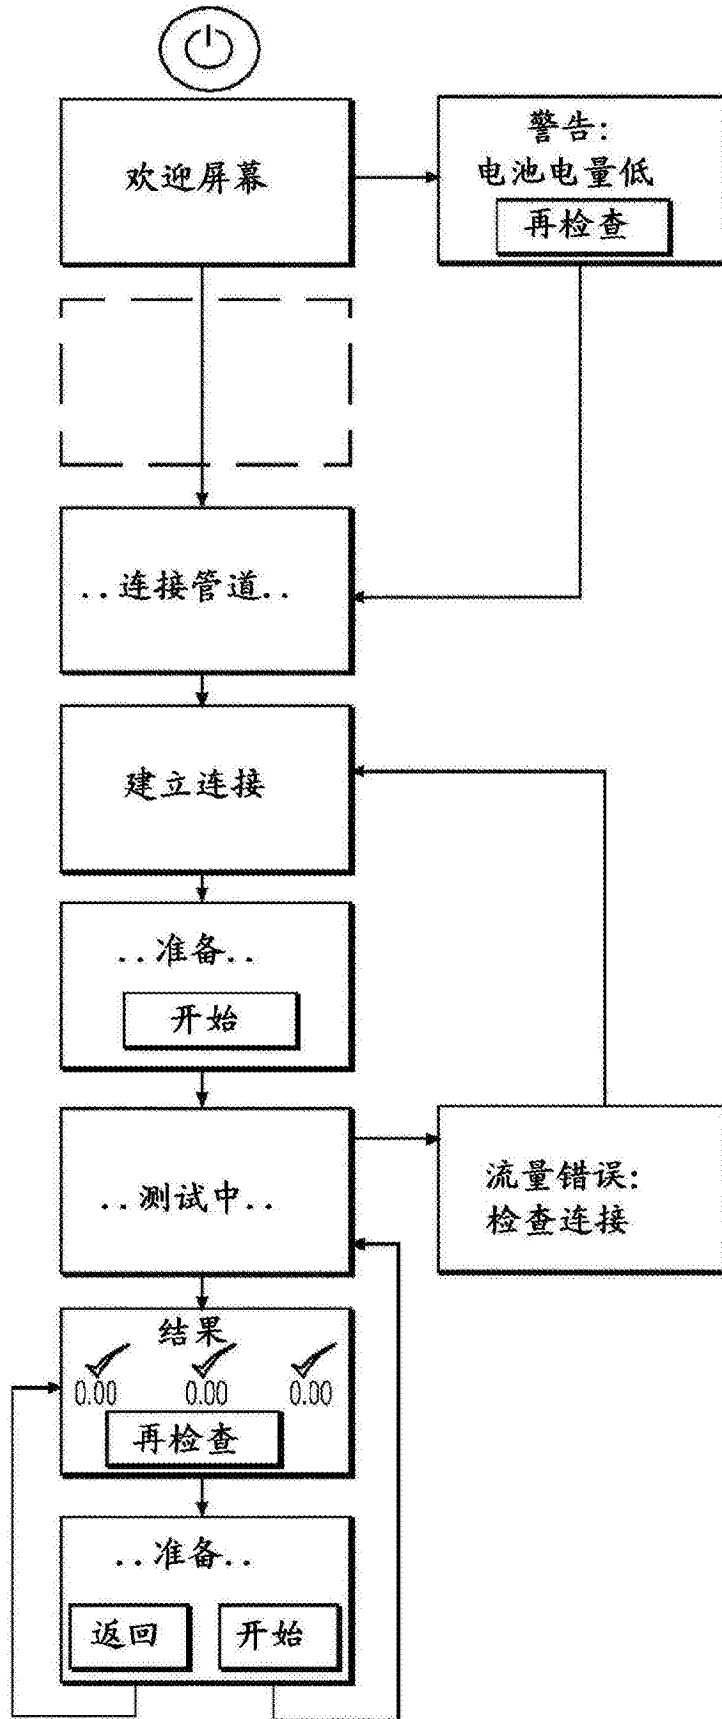 欢迎屏幕
警告:
电池电量低
再检查
..连接管道..
建立连接
..准备..
开始
..测试中..
流量错误:
检查连接
结果
0.00 0.00 0.00
再检查
..准备..
返回 开始